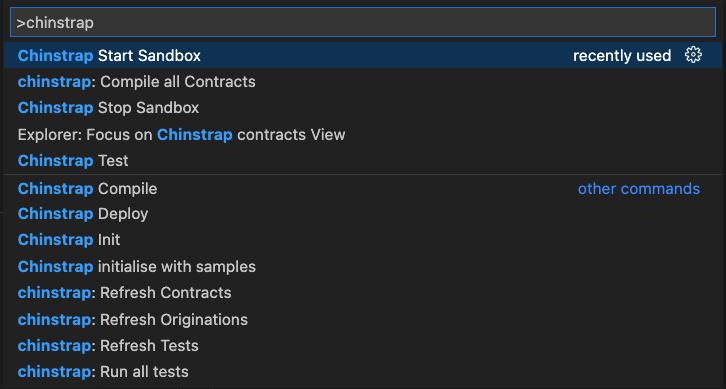 >chinstrap
Chinstrap Start Sandbox recently used
chinstrap: Compile all Contracts
Chinstrap Stop Sandbox
Explorer: Focus on Chinstrap contracts View
Chinstrap Test
Chinstrap Compile other commands
Chinstrap Deploy
Chinstrap Init
Chinstrap initialise with samples
chinstrap: Refresh Contracts
chinstrap: Refresh Originations
chinstrap: Refresh Tests
chinstrap: Run all tests